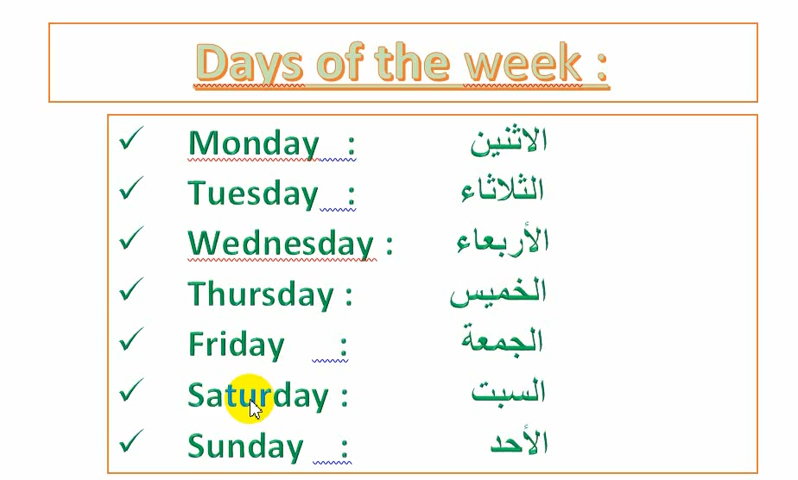 Days of the week :
Monday : الاثنين
Tuesday : الثلاثاء
Wednesday : الأربعاء
Thursday : الخميس
Friday : الجمعة
Saturday : السبت
Sunday : الأحد